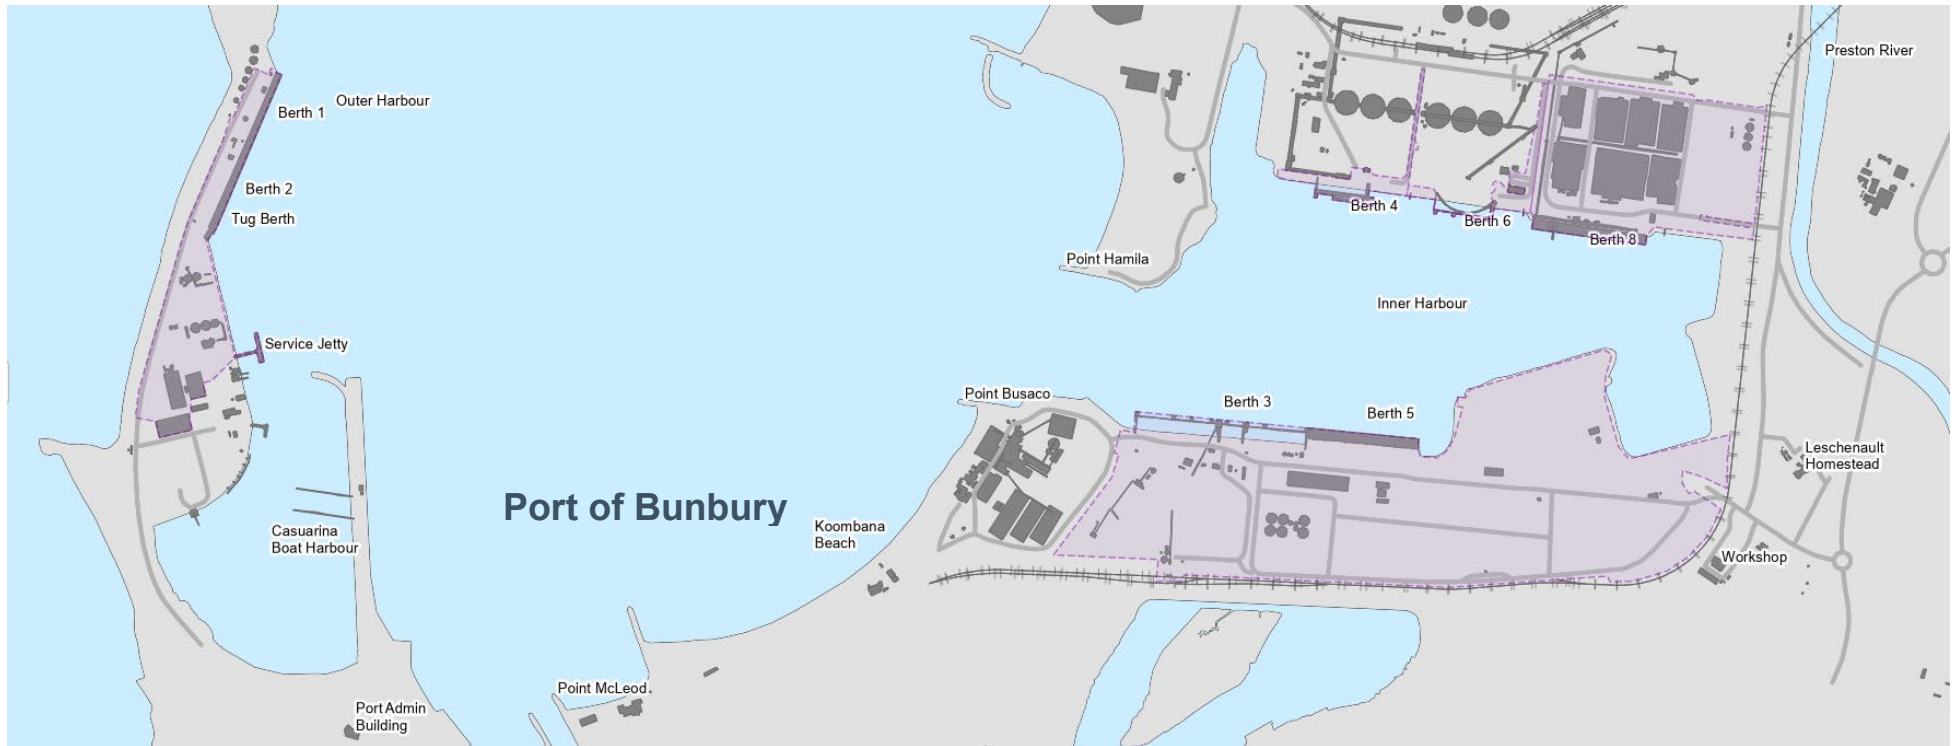 Preston River
Berth 1
Outer Harbour
Berth 2
Berth 4
Berth 6
Tug Berth
Berth 8
Point Hamila
Inner Harbour
Service Jetty
Point Busaco
Berth 3
Berth 5
Leschenault
Homestead
Port of Bunbury
Koombana
Beach
Casuarina
Boat Harbour
Workshop
Point McLeod
Port Admin
Building